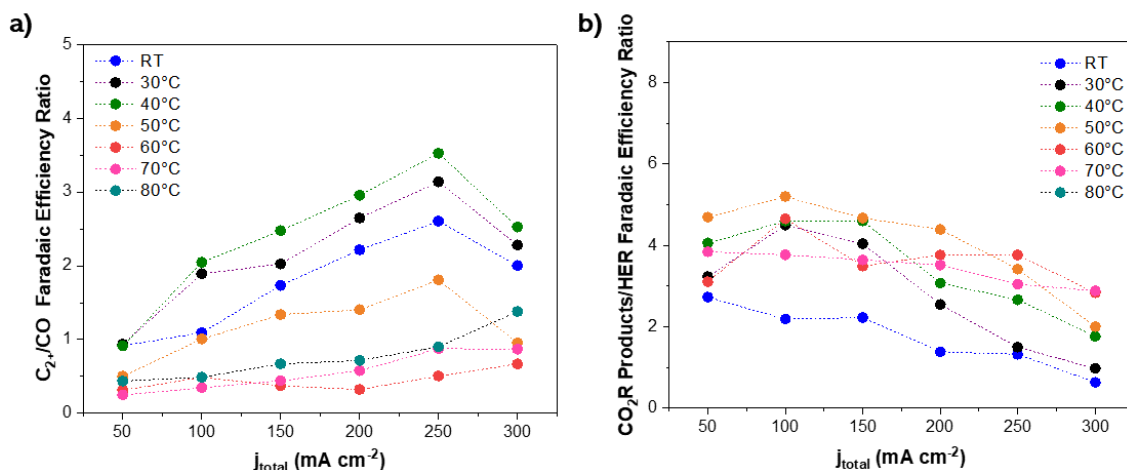 a)
C₂₊/CO Faradaic Efficiency Ratio
5
4
3
2
1
0
RT
30°C
40°C
50°C
60°C
70°C
80°C
50 100 150 200 250 300
j_total (mA cm⁻²)
b)
CO₂R Products/HER Faradaic Efficiency Ratio
8
6
4
2
0
RT
30°C
40°C
50°C
60°C
70°C
80°C
50 100 150 200 250 300
j_total (mA cm⁻²)